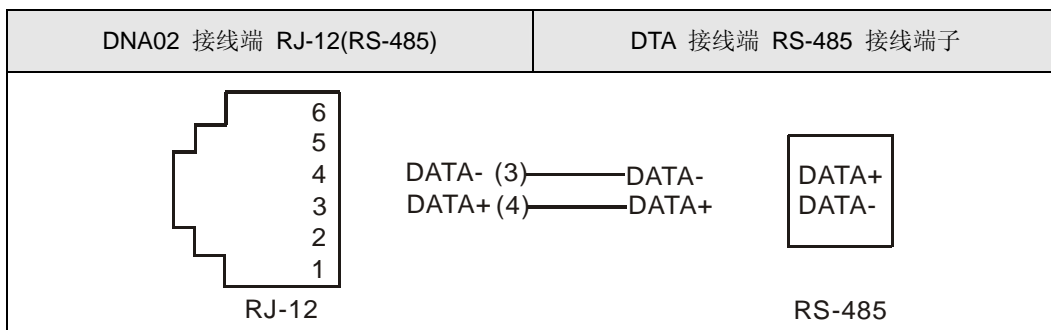 DNA02 接线端 RJ-12(RS-485)
DTA 接线端 RS-485 接线端子
6
5
4
3
2
1
RJ-12
DATA- (3) DATA-
DATA+ (4) DATA+
DATA+
DATA-
RS-485